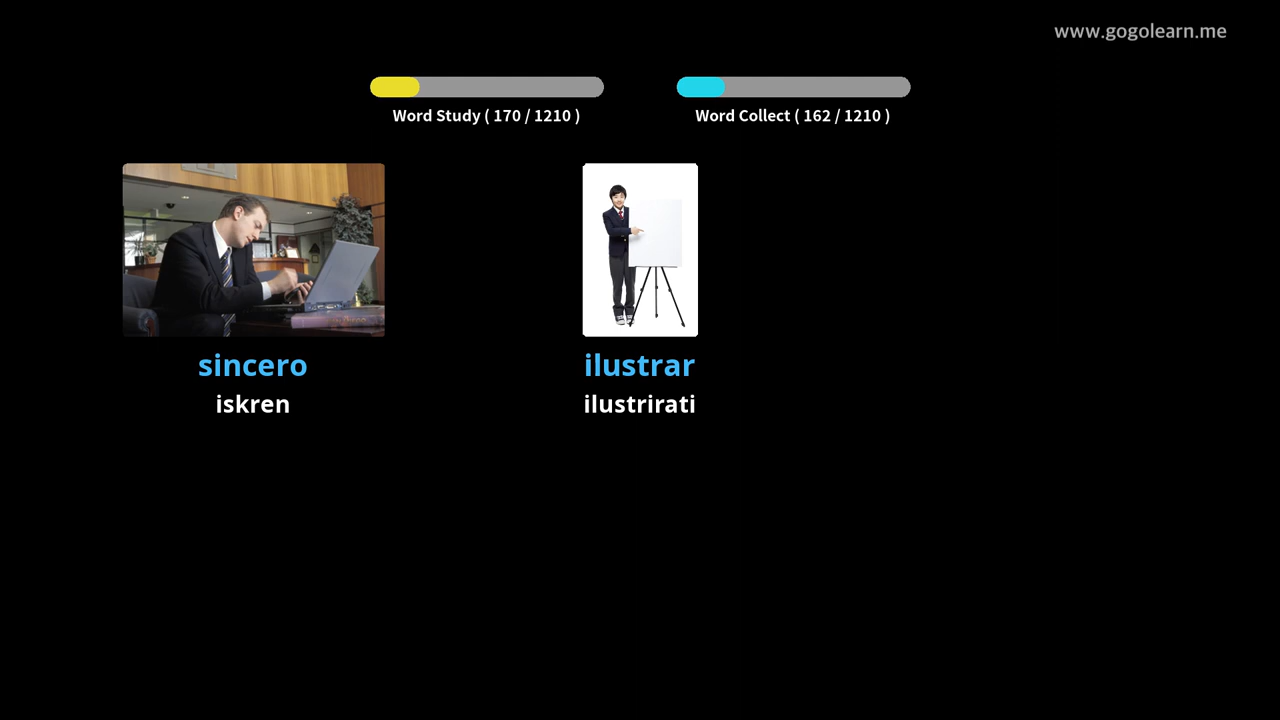 www.gogolearn.me
Word Study ( 170 / 1210 )
Word Collect ( 162 / 1210 )
sincero
iskren
ilustrar
ilustrirati